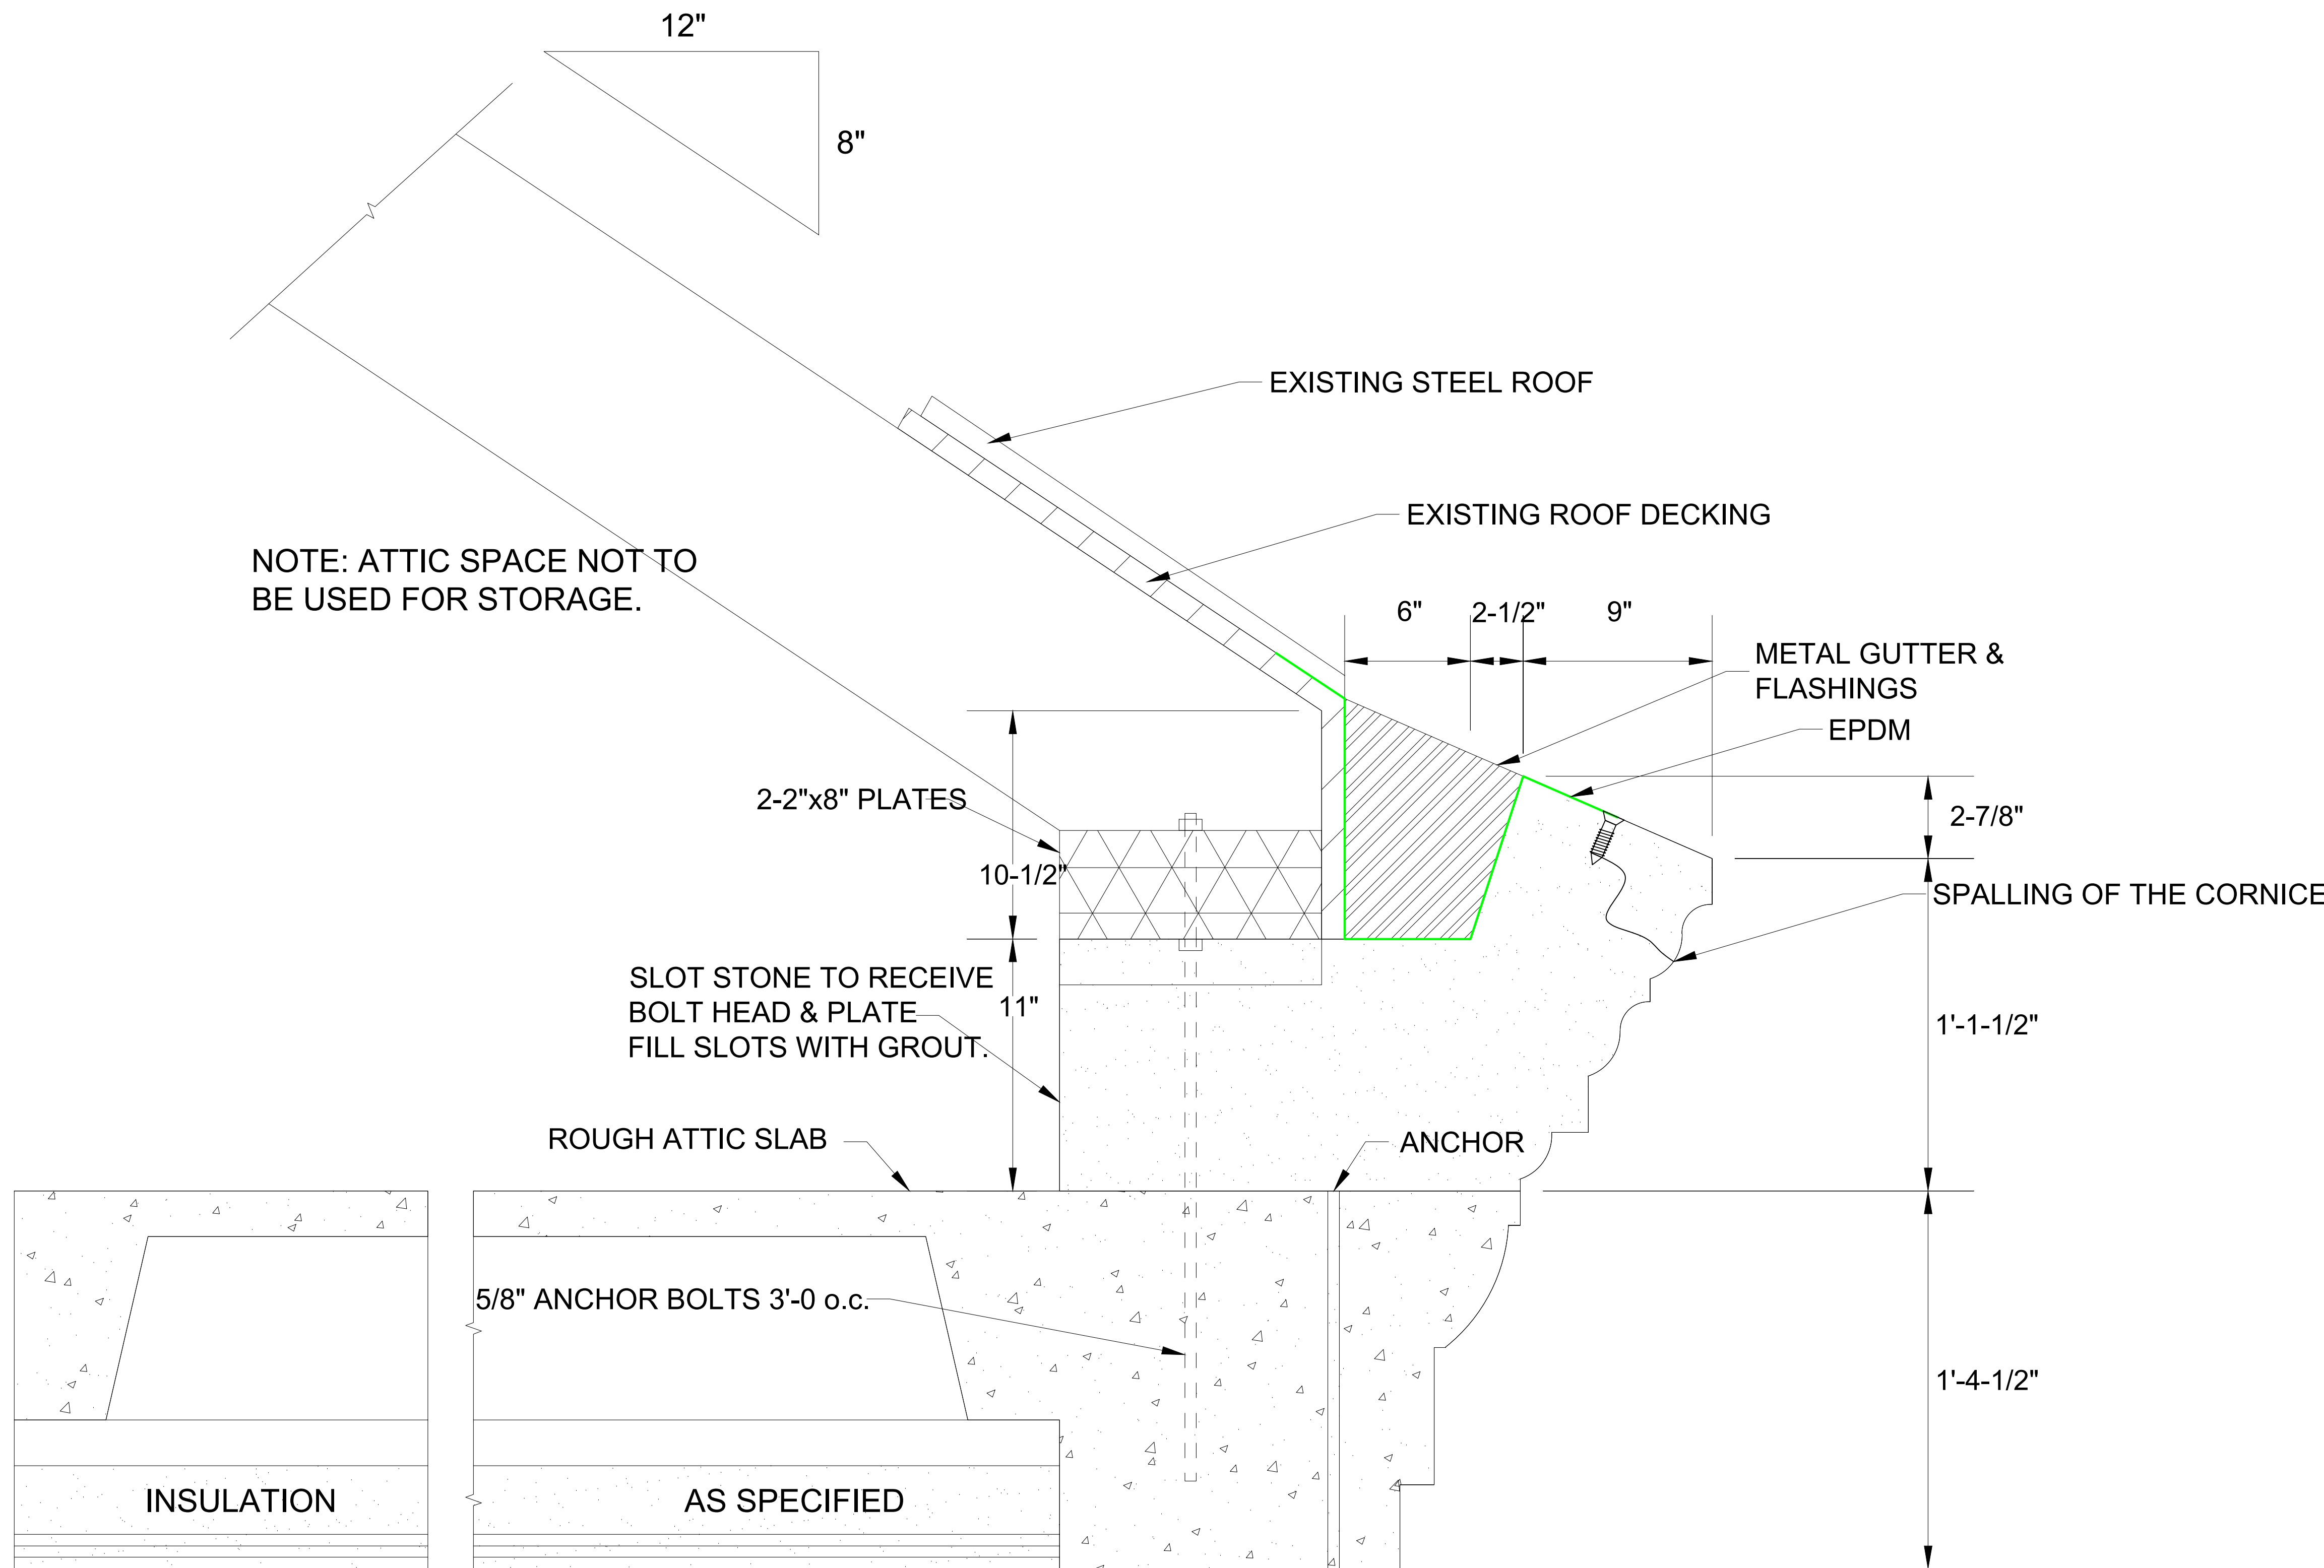 12"
8"
EXISTING STEEL ROOF
EXISTING ROOF DECKING
NOTE: ATTIC SPACE NOT TO
BE USED FOR STORAGE.
6"
2-1/2"
9"
METAL GUTTER &
FLASHINGS
EPDM
2-2"x8" PLATES
2-7/8"
10-1/2"
SPALLING OF THE CORNICE
SLOT STONE TO RECEIVE
BOLT HEAD & PLATE
FILL SLOTS WITH GROUT.
11"
1'-1-1/2"
ROUGH ATTIC SLAB
ANCHOR
5/8" ANCHOR BOLTS 3'-0 o.c.
1'-4-1/2"
INSULATION
AS SPECIFIED